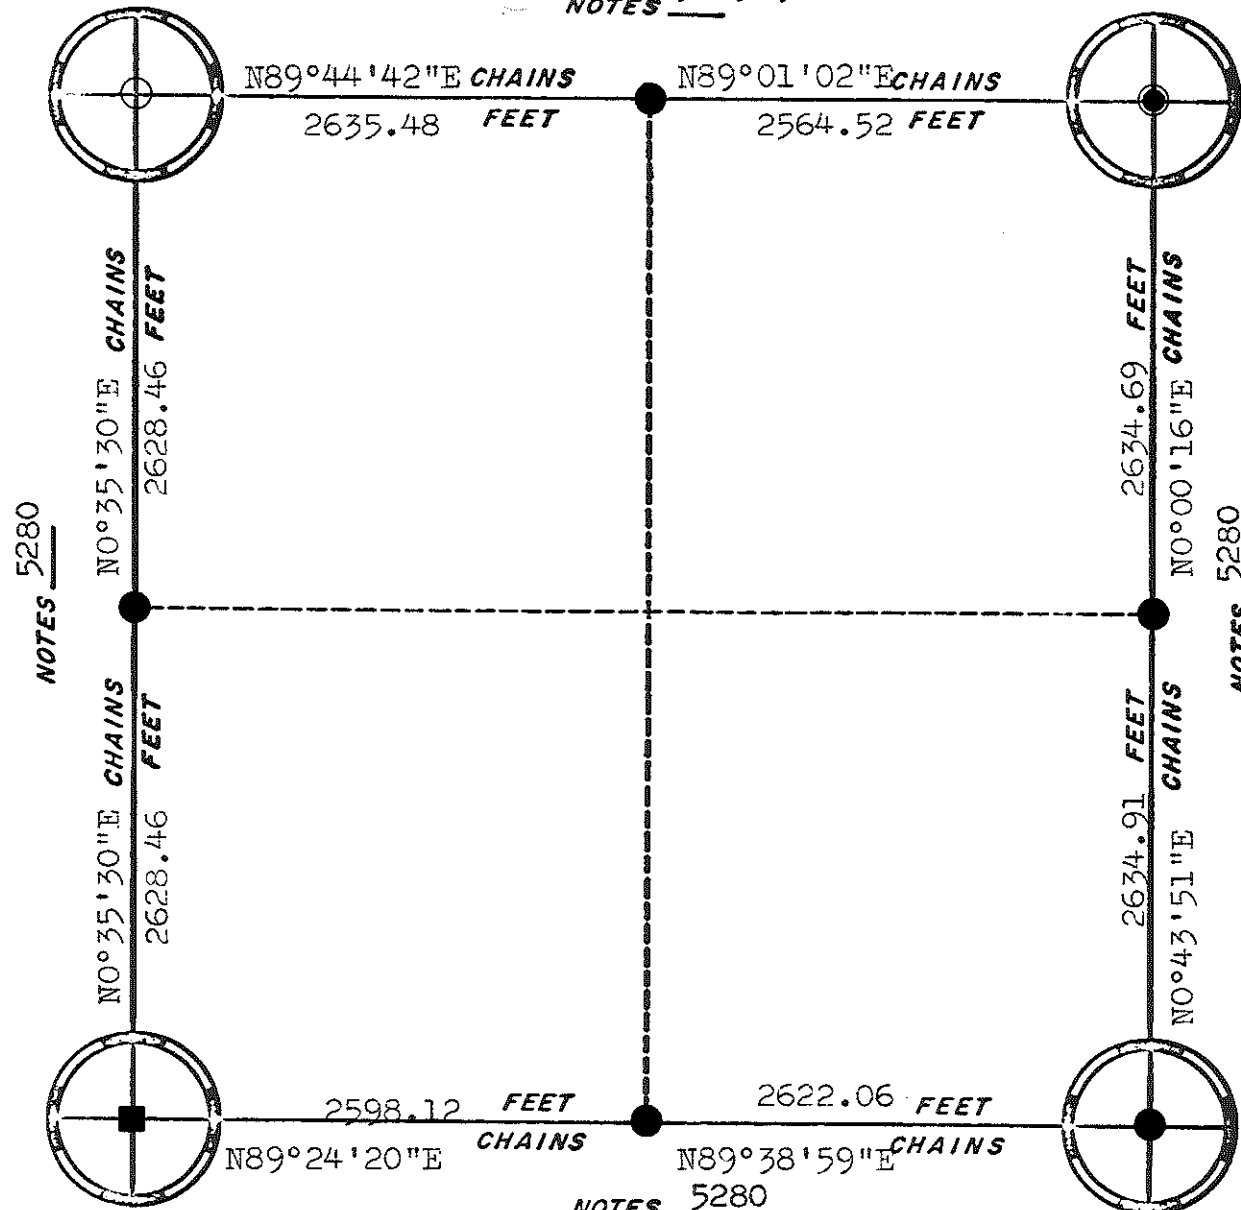 NOTES
N89°44'42"E CHAINS
2635.48 FEET
N89°01'02"E CHAINS
2564.52 FEET
N0°35'30"E CHAINS
2628.46 FEET
2634.69 FEET
N0°00'16"E CHAINS
NOTES 5280
NOTES 5280
N0°35'30"E CHAINS
2628.46 FEET
2634.91 FEET
N0°43'51"E CHAINS
2598.12 FEET
N89°24'20"E CHAINS
2622.06 FEET
N89°38'59"E CHAINS
NOTES 5280